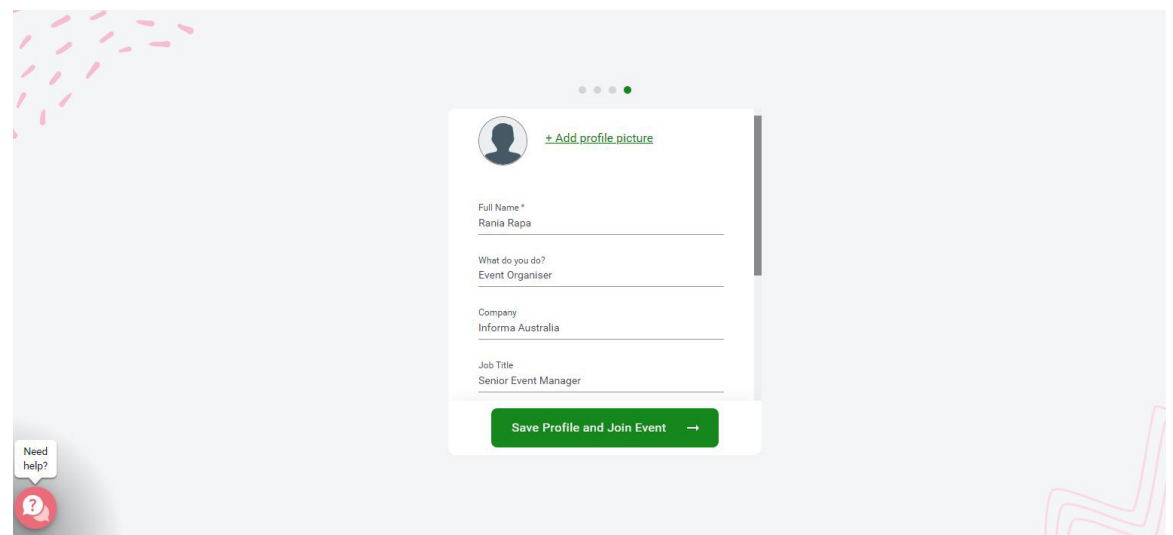 + Add profile picture
Full Name *
Rania Rapa
What do you do?
Event Organiser
Company
Informa Australia
Job Title
Senior Event Manager
Save Profile and Join Event →
Need
help?
?